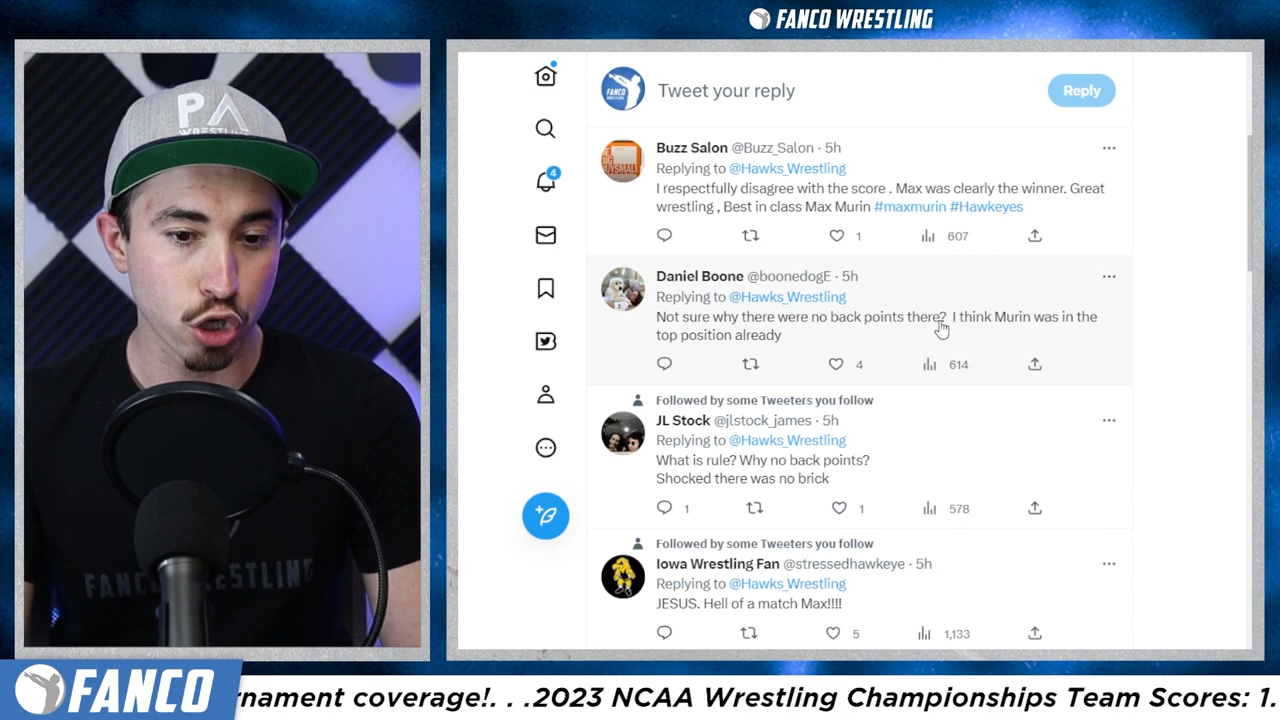 FANCO WRESTLING
PA
WRESTLING
FANCO WRESTLING
Tweet your reply
Reply
Buzz Salon @Buzz_Salon · 5h
Replying to @Hawks_Wrestling
I respectfully disagree with the score . Max was clearly the winner. Great
wrestling , Best in class Max Murin #maxmurin #Hawkeyes
1 607
4
Daniel Boone @boonedogE · 5h
Replying to @Hawks_Wrestling
Not sure why there were no back points there? I think Murin was in the
top position already
4 614
Followed by some Tweeters you follow
JL Stock @jlstock_james · 5h
Replying to @Hawks_Wrestling
What is rule? Why no back points?
Shocked there was no brick
1 1 578
Followed by some Tweeters you follow
Iowa Wrestling Fan @stressedhawkeye · 5h
Replying to @Hawks_Wrestling
JESUS. Hell of a match Max!!!!
5 1,133
FANCO
rnament coverage!. . .2023 NCAA Wrestling Championships Team Scores: 1.